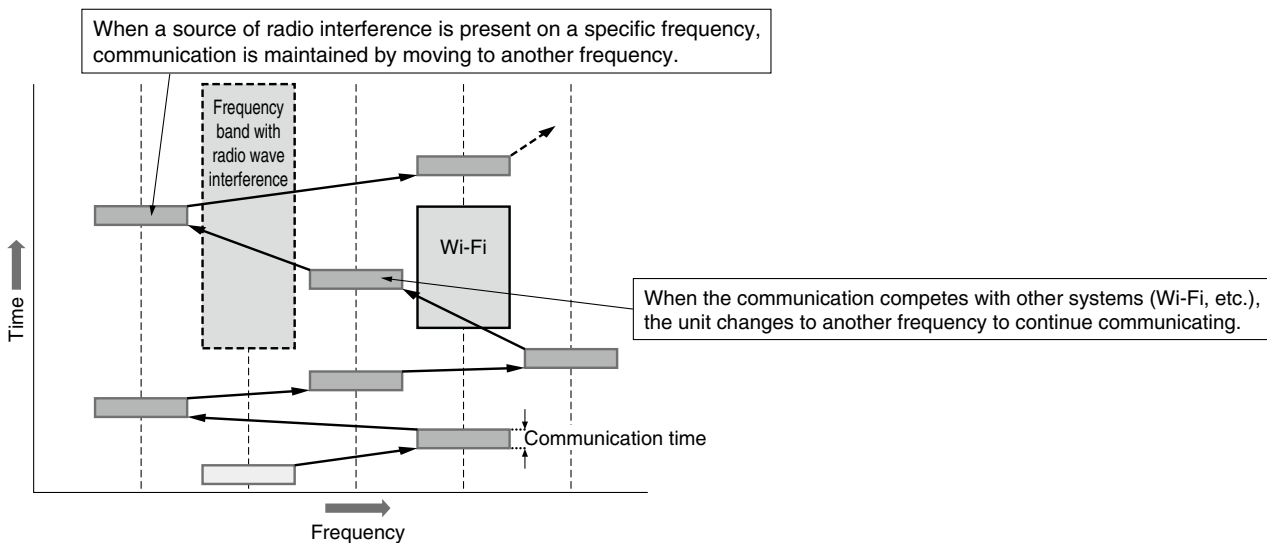 When a source of radio interference is present on a specific frequency,
communication is maintained by moving to another frequency.
Frequency
band with
radio wave
interference
Wi-Fi
When the communication competes with other systems (Wi-Fi, etc.),
the unit changes to another frequency to continue communicating.
Time
Communication time
Frequency